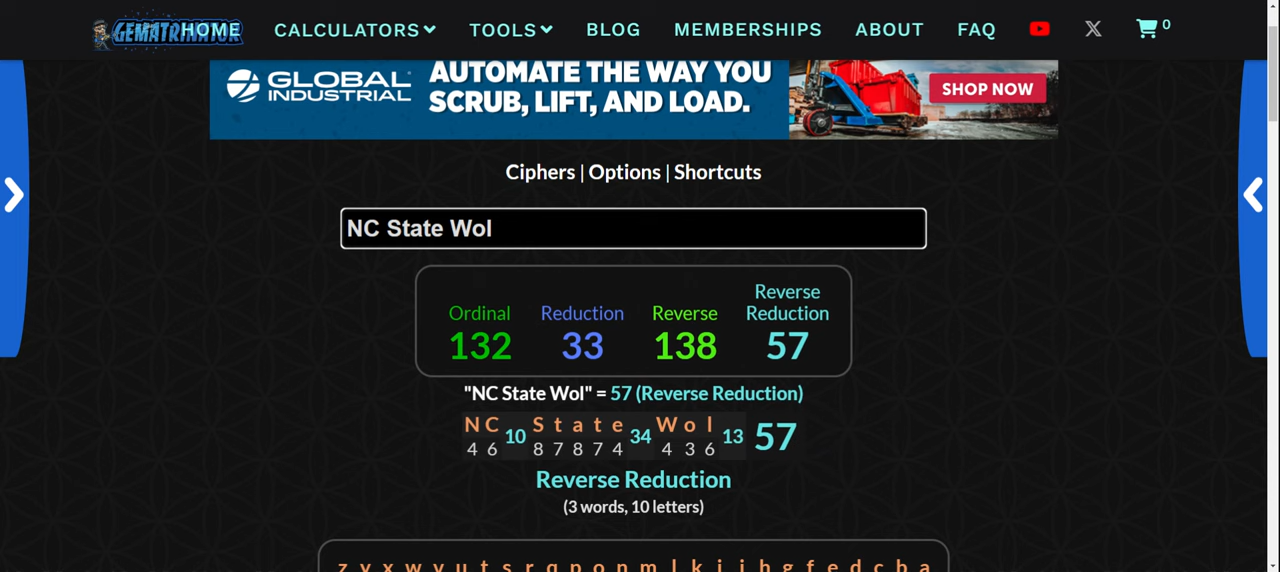 GEMATRINATOR
HOME CALCULATORS TOOLS BLOG MEMBERSHIPS ABOUT FAQ X 0
GLOBAL INDUSTRIAL
AUTOMATE THE WAY YOU
SCRUB, LIFT, AND LOAD.
SHOP NOW
Ciphers | Options | Shortcuts
NC State Wol
Ordinal Reduction Reverse Reverse Reduction
132 33 138 57
"NC State Wol" = 57 (Reverse Reduction)
N C 10 S t a t e 34 W o l 13 57
4 6 8 7 8 7 4 4 3 6
Reverse Reduction
(3 words, 10 letters)
z y x w v u t s r q p o n m l k j i h g f e d c b a